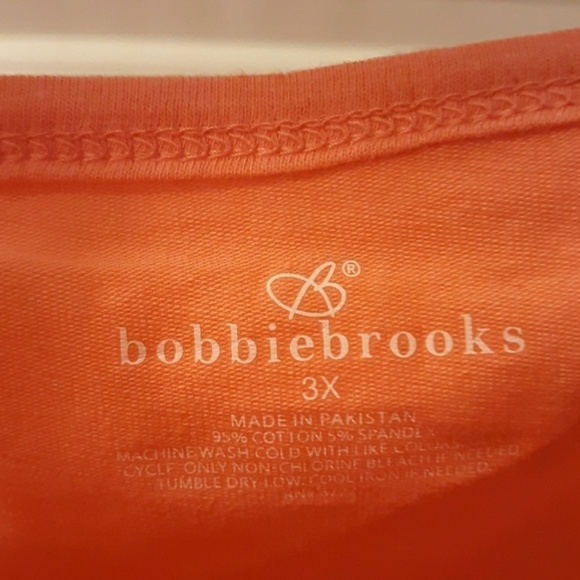 B®
bobbiebrooks
3X
MADE IN PAKISTAN
95% COTTON 5% SPANDEX
MACHINE WASH COLD WITH LIKE
CYCLE. ONLY NON-CHLORINE BLEACH IF NEEDED.
TUMBLE DRY LOW. COOL IRON IF NEEDED.